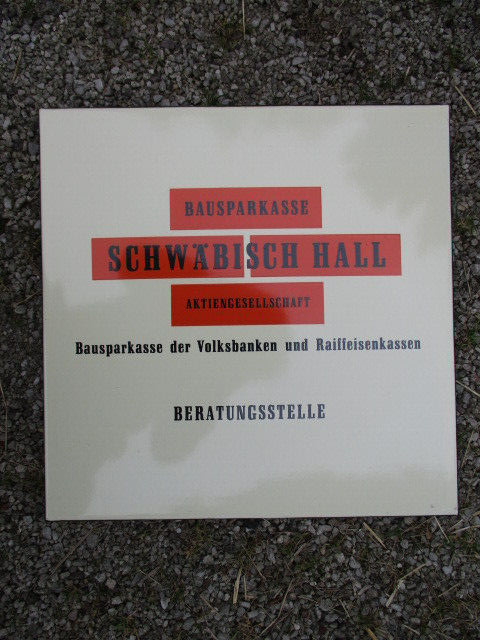 BAUSPARKASSE
SCHWÄBISCH HALL
AKTIENGESELLSCHAFT
Bausparkasse der Volksbanken und Raiffeisenkassen
BERATUNGSSTELLE